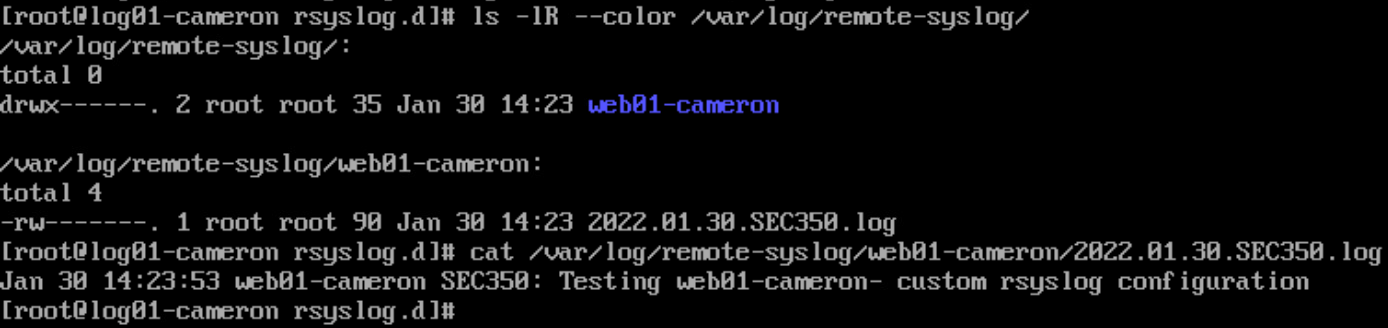 [root@log01-cameron rsyslog.d]# ls -lR --color /var/log/remote-syslog/
/var/log/remote-syslog/:
total 0
drwx------. 2 root root 35 Jan 30 14:23 web01-cameron

/var/log/remote-syslog/web01-cameron:
total 4
-rw-------. 1 root root 90 Jan 30 14:23 2022.01.30.SEC350.log
[root@log01-cameron rsyslog.d]# cat /var/log/remote-syslog/web01-cameron/2022.01.30.SEC350.log
Jan 30 14:23:53 web01-cameron SEC350: Testing web01-cameron- custom rsyslog configuration
[root@log01-cameron rsyslog.d]#